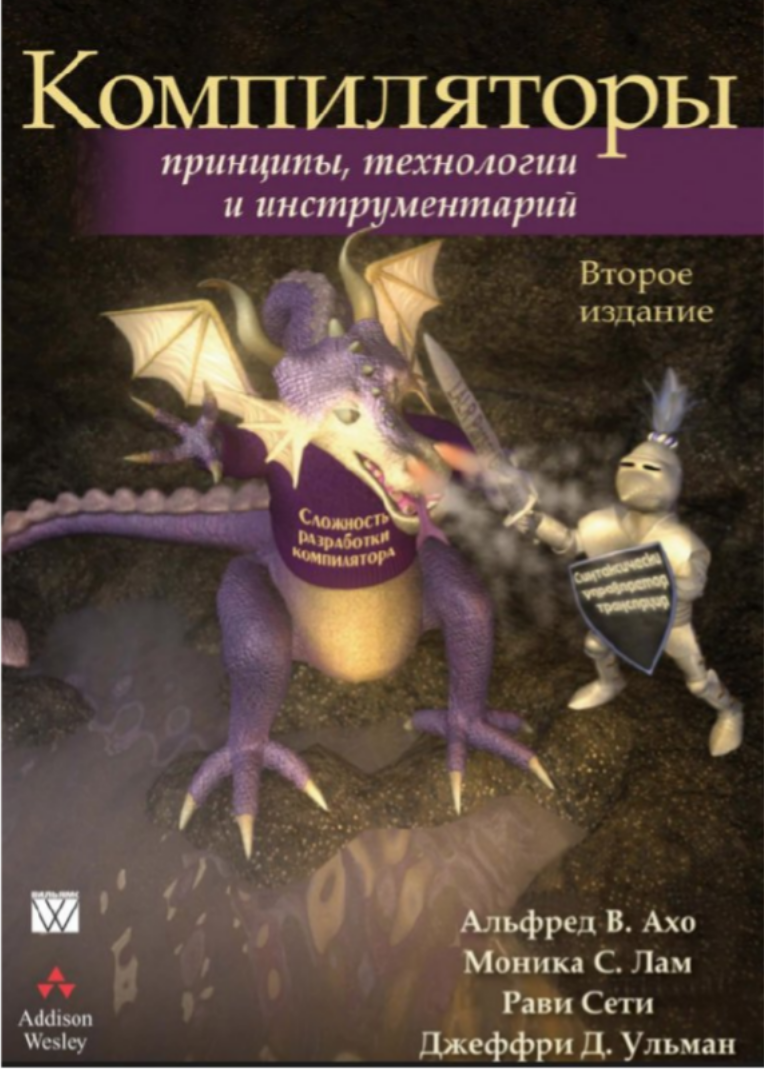 Компиляторы
принципы, технологии
и инструментарий
Второе
издание
Сложность
разработки
компилятора
Вильямс
Альфред В. Ахо
Моника С. Лам
Рави Сети
Джеффри Д. Ульман
Addison
Wesley